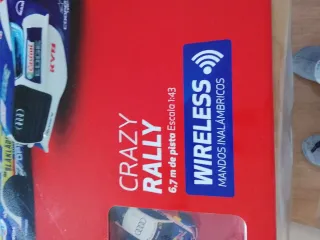 CRAZY
RALLY
6,7 m de pista Escala 1:43
WIRELESS
MANDOS INALÁMBRICOS